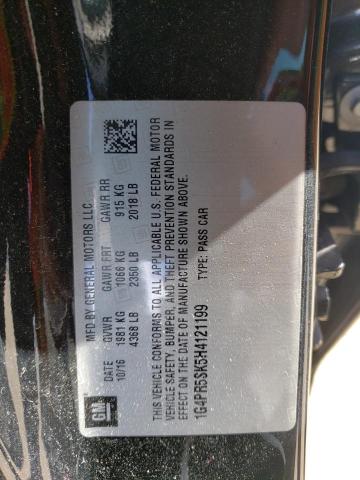 MFD BY GENERAL MOTORS LLC
DATE GVWR GAWR FRT GAWR RR
10/16 1981 KG 1066 KG 915 KG
4368 LB 2350 LB 2018 LB
GM
THIS VEHICLE CONFORMS TO ALL APPLICABLE U.S. FEDERAL MOTOR
VEHICLE SAFETY, BUMPER, AND THEFT PREVENTION STANDARDS IN
EFFECT ON THE DATE OF MANUFACTURE SHOWN ABOVE.
1G4PR5SK5H4121199 TYPE: PASS CAR